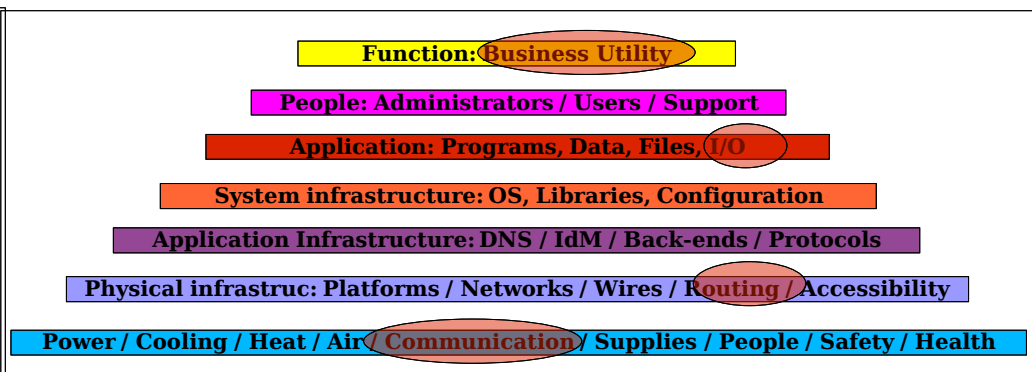 Function: Business Utility
People: Administrators / Users / Support
Application: Programs, Data, Files, I/O
System infrastructure: OS, Libraries, Configuration
Application Infrastructure: DNS / IdM / Back-ends / Protocols
Physical infrastruc: Platforms / Networks / Wires / Routing / Accessibility
Power / Cooling / Heat / Air / Communication / Supplies / People / Safety / Health